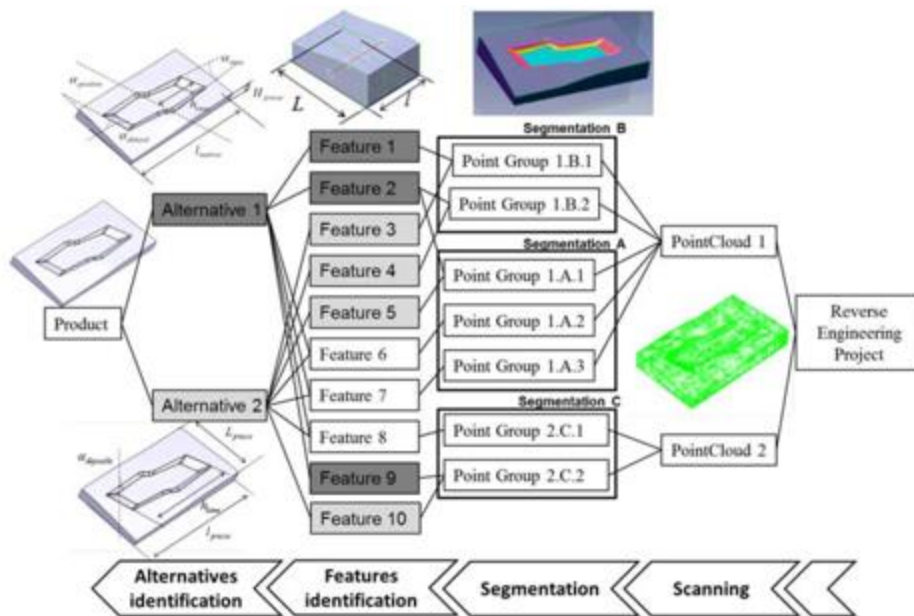 L
l
Segmentation B
Feature 1
Point Group 1.B.1
Feature 2
Alternative 1
Point Group 1.B.2
Feature 3
PointCloud 1
Segmentation A
Feature 4
Point Group 1.A.1
Feature 5
Product
Point Group 1.A.2
Reverse
Engineering
Project
Feature 6
Point Group 1.A.3
Feature 7
Segmentation C
Alternative 2
Feature 8
Point Group 2.C.1
PointCloud 2
Feature 9
Point Group 2.C.2
Feature 10
Alternatives
identification
Features
identification
Segmentation
Scanning